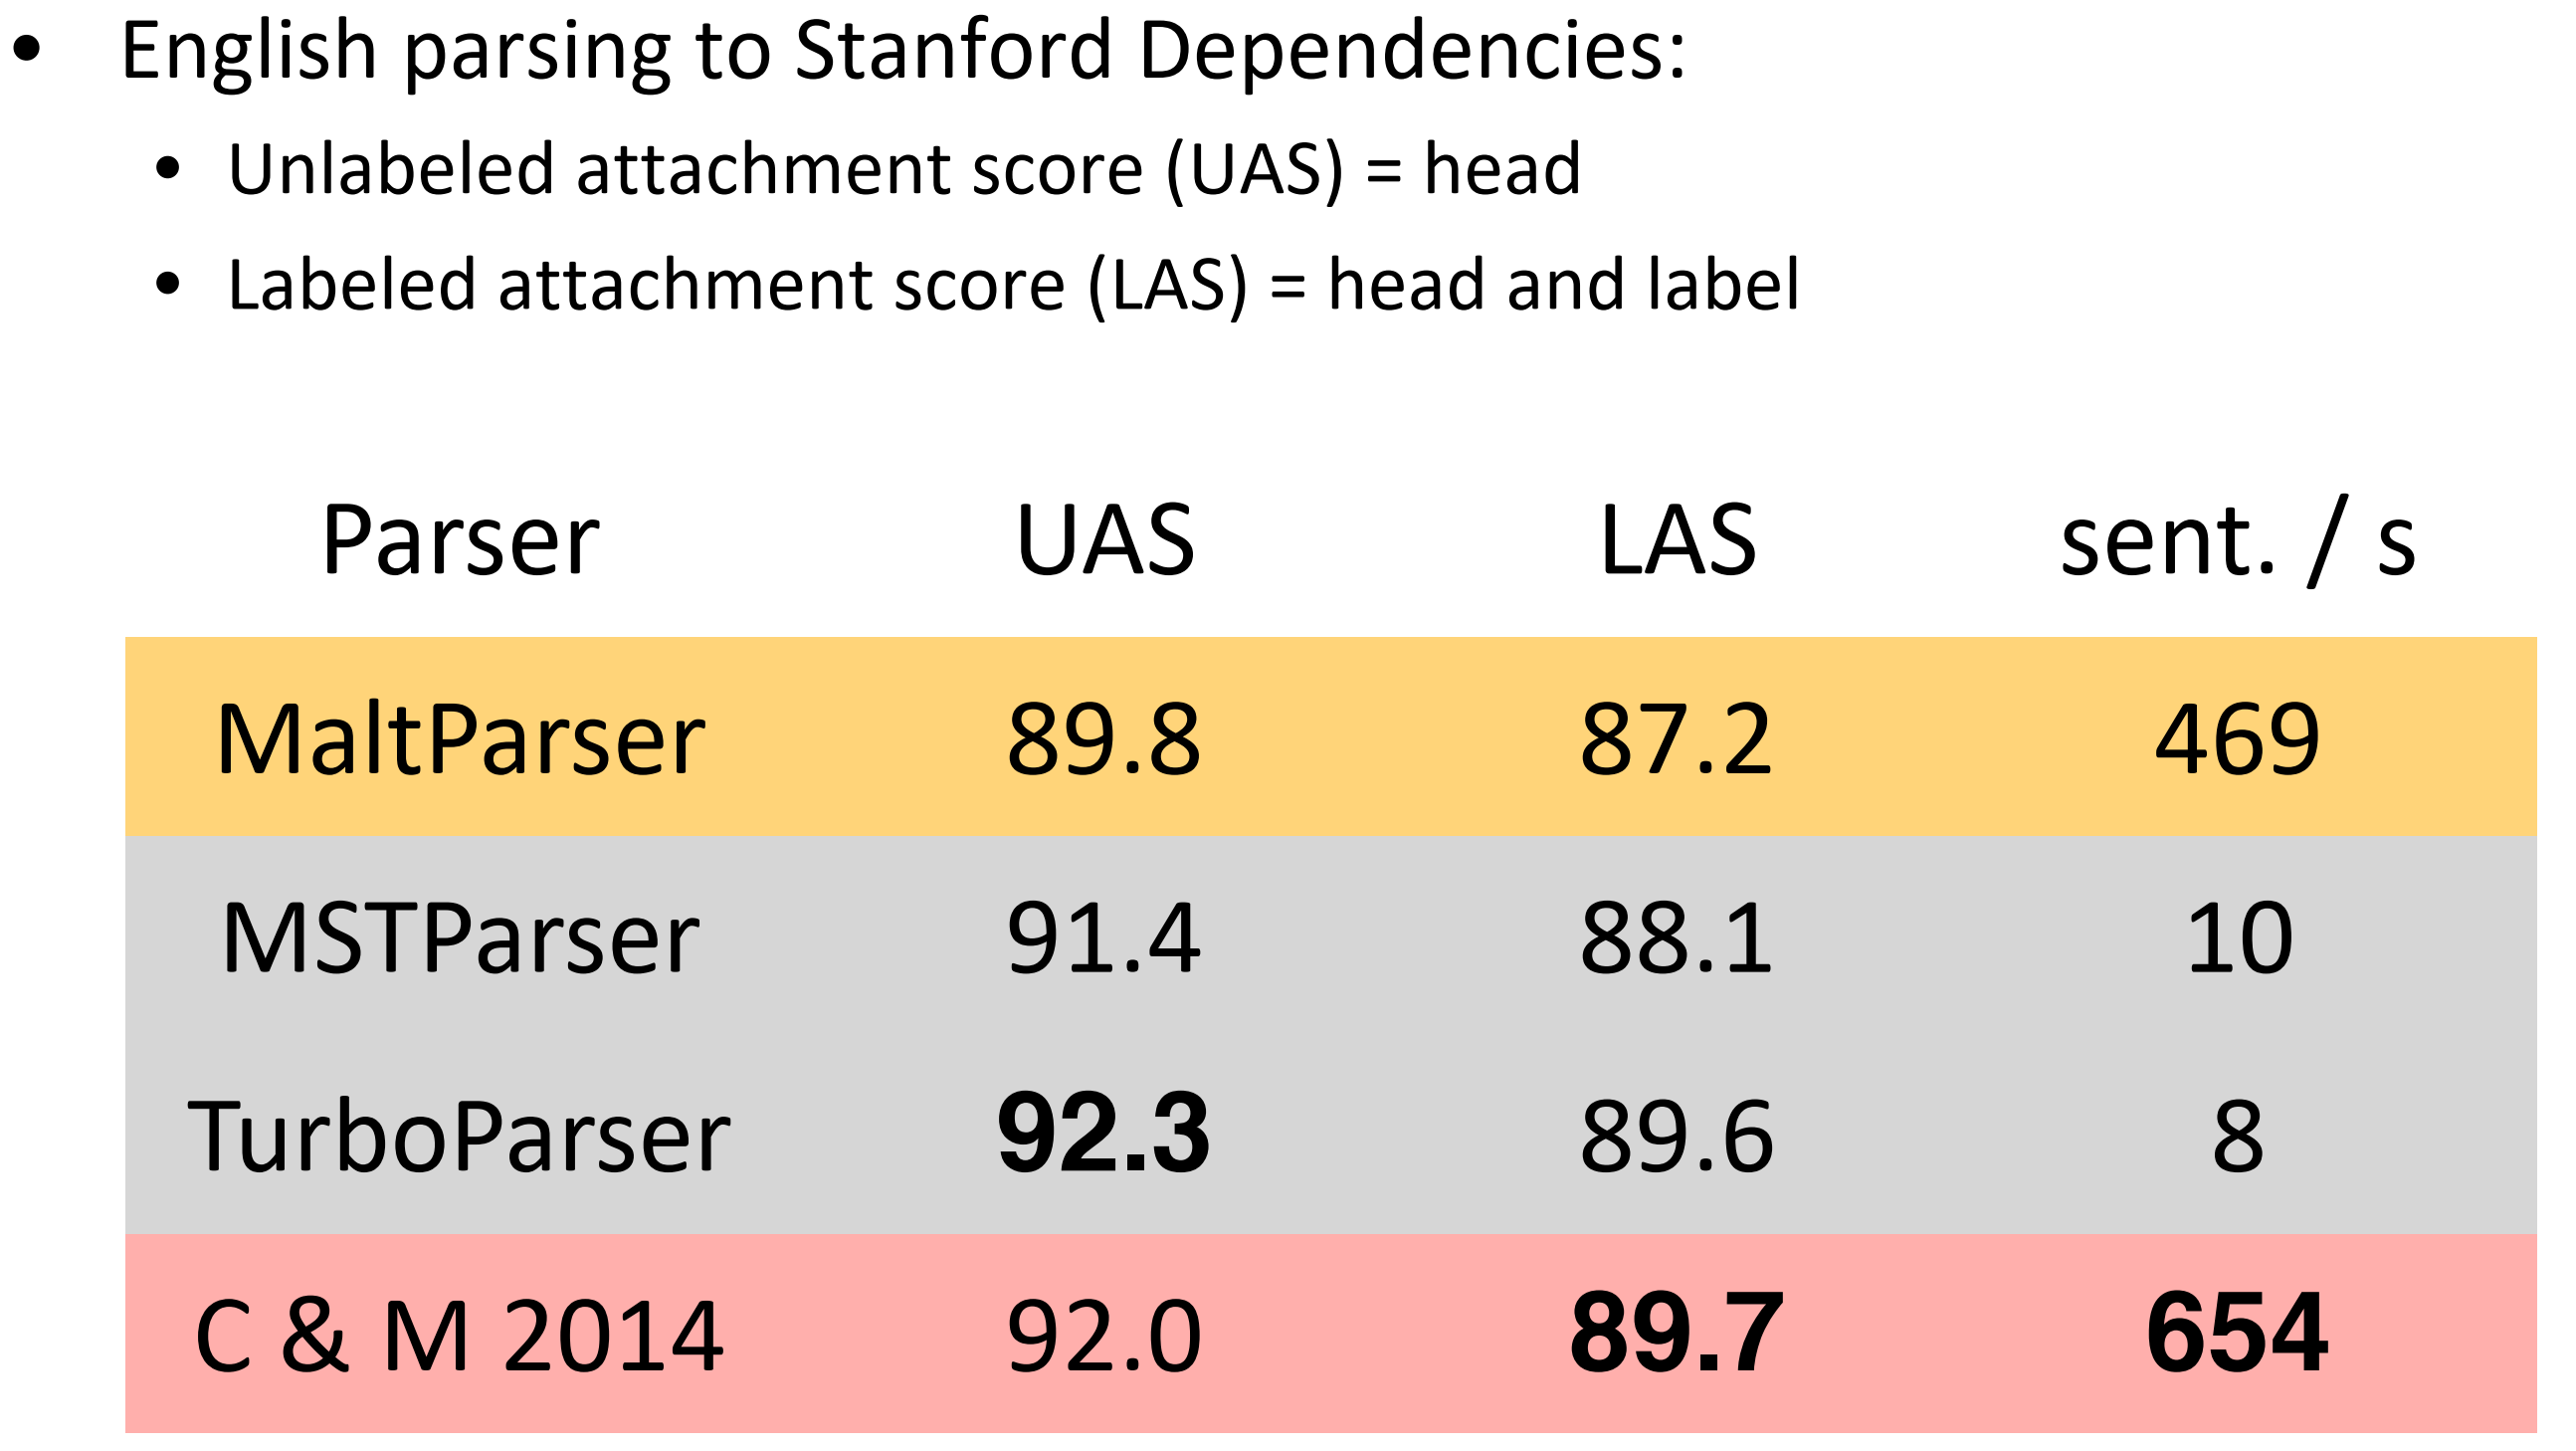 • English parsing to Stanford Dependencies:
• Unlabeled attachment score (UAS) = head
• Labeled attachment score (LAS) = head and label
Parser UAS LAS sent. / s
MaltParser 89.8 87.2 469
MSTParser 91.4 88.1 10
TurboParser 92.3 89.6 8
C & M 2014 92.0 89.7 654